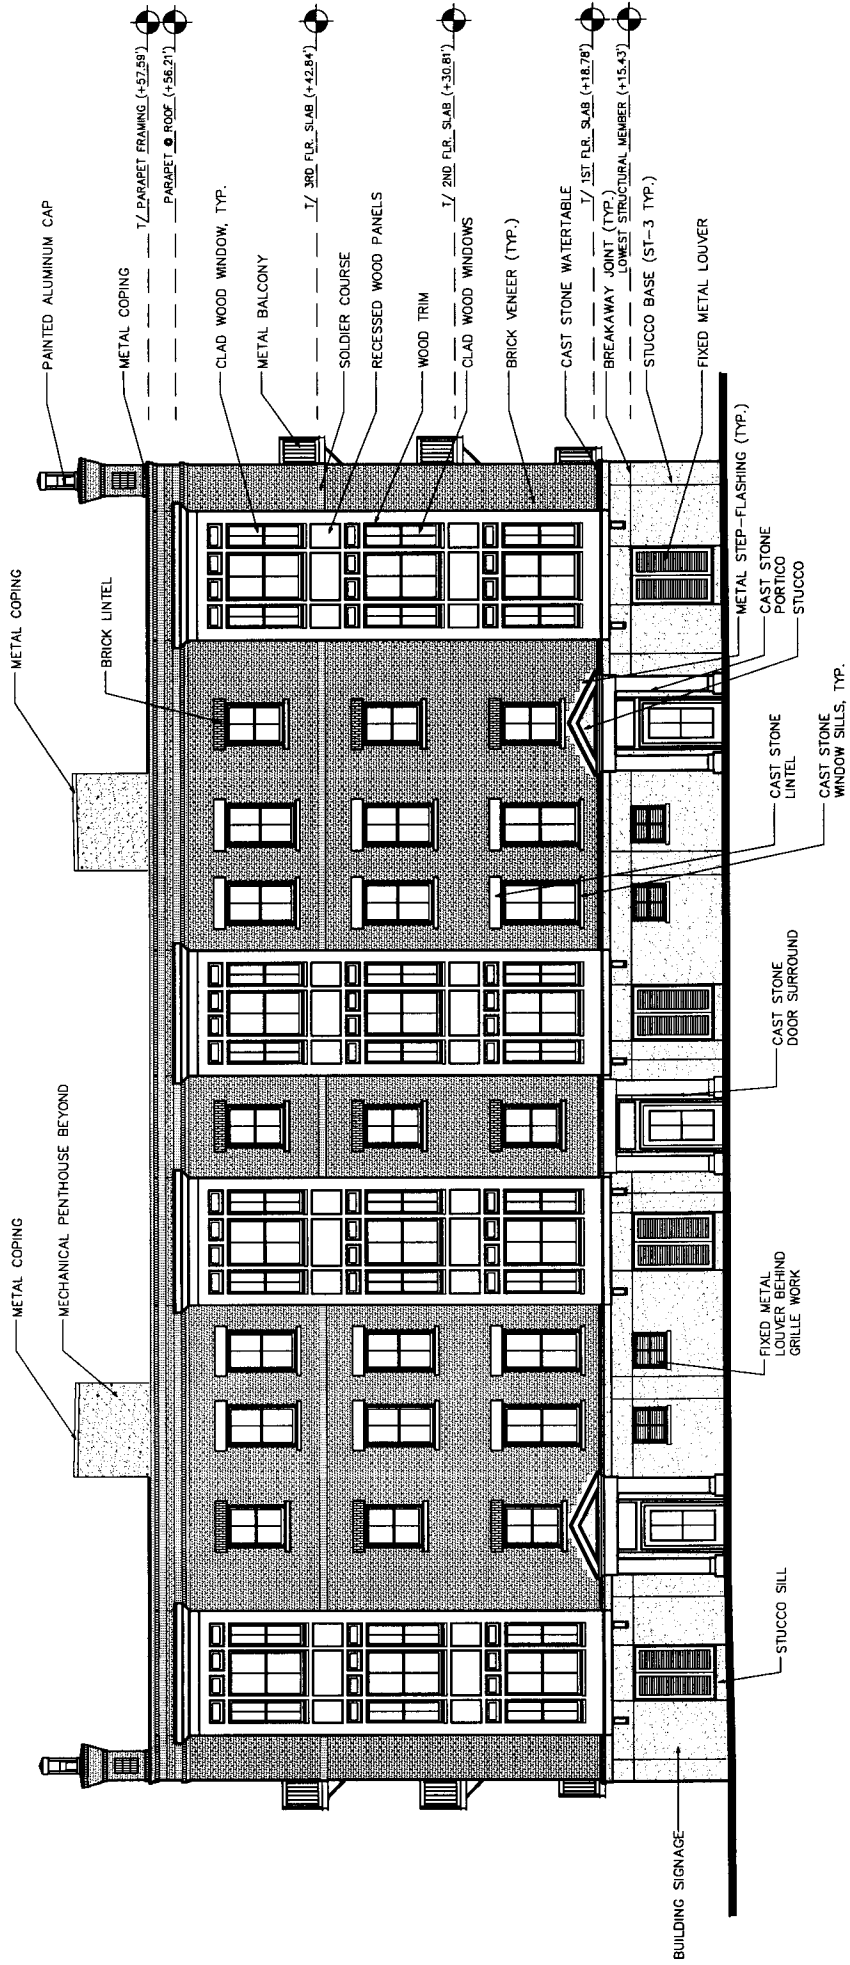 METAL COPING
MECHANICAL PENTHOUSE BEYOND
METAL COPING
BRICK LINTEL
PAINTED ALUMINUM CAP
METAL COPING
T/ PARAPET FRAMING (+57.59')
PARAPET @ ROOF (+56.21')
CLAD WOOD WINDOW, TYP.
METAL BALCONY
T/ 3RD FLR. SLAB (+42.84')
SOLDIER COURSE
RECESSED WOOD PANELS
WOOD TRIM
T/ 2ND FLR. SLAB (+30.81')
CLAD WOOD WINDOWS
BRICK VENEER (TYP.)
CAST STONE WATERTABLE
T/ 1ST FLR. SLAB (+18.78')
BREAKAWAY JOINT (TYP.)
LOWEST STRUCTURAL MEMBER (+15.43')
STUCCO BASE (ST-3 TYP.)
FIXED METAL LOUVER
METAL STEP-FLASHING (TYP.)
CAST STONE
PORTICO
STUCCO
CAST STONE
LINTEL
CAST STONE
WINDOW SILLS, TYP.
CAST STONE
DOOR SURROUND
FIXED METAL
LOUVER BEHIND
GRILLE WORK
STUCCO SILL
BUILDING SIGNAGE